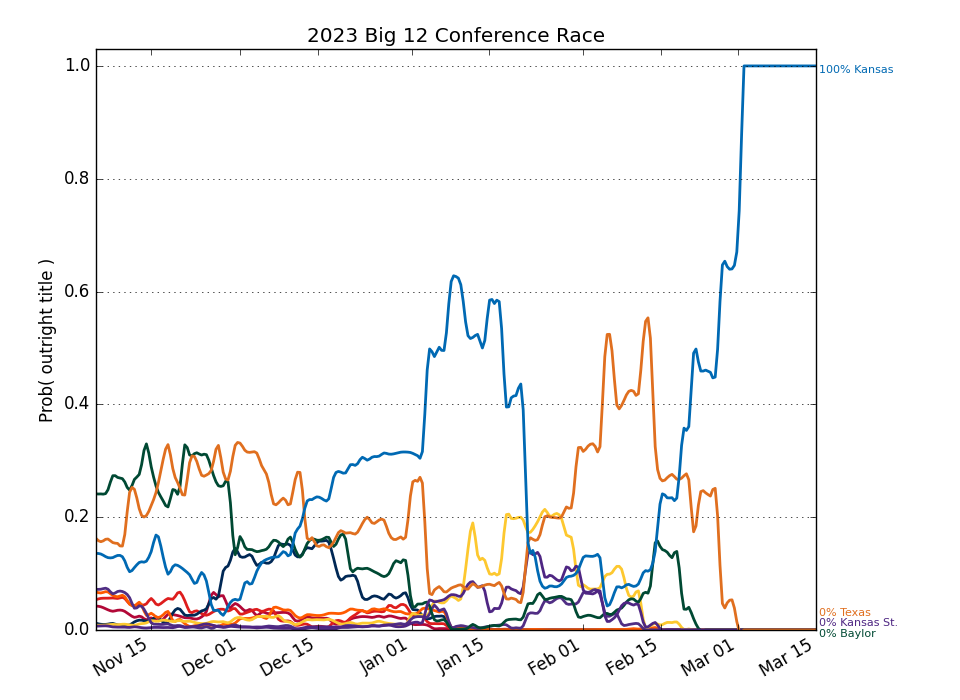 2023 Big 12 Conference Race
Prob( outright title )
1.0
0.8
0.6
0.4
0.2
0.0
Nov 15
Dec 01
Dec 15
Jan 01
Jan 15
Feb 01
Feb 15
Mar 01
Mar 15
100% Kansas
0% Texas
0% Kansas St.
0% Baylor